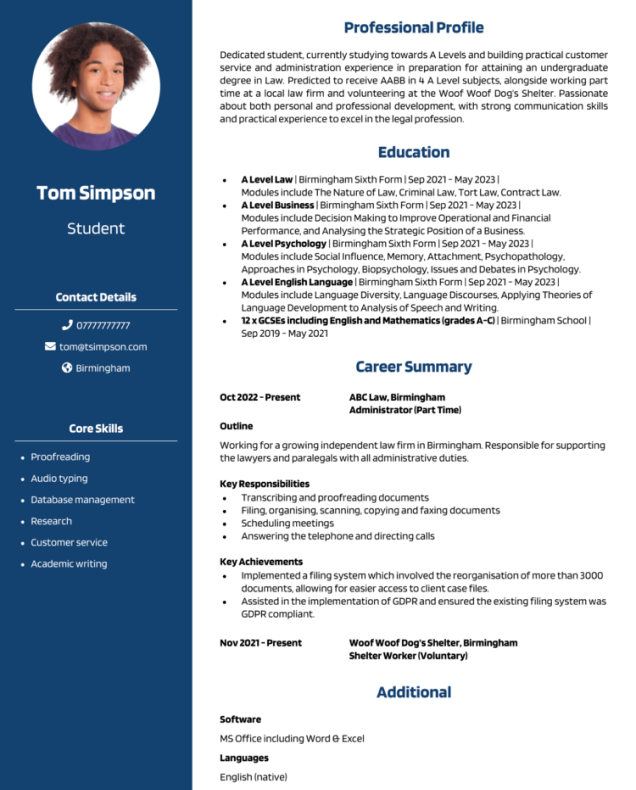 Tom Simpson
Student
Contact Details
07777777777
tom@tsimpson.com
Birmingham
Core Skills
• Proofreading
• Audio typing
• Database management
• Research
• Customer service
• Academic writing
Professional Profile
Dedicated student, currently studying towards A Levels and building practical customer
service and administration experience in preparation for attaining an undergraduate
degree in Law. Predicted to receive AABB in 4 A Level subjects, alongside working part
time at a local law firm and volunteering at the Woof Woof Dog's Shelter. Passionate
about both personal and professional development, with strong communication skills
and practical experience to excel in the legal profession.
Education
• A Level Law | Birmingham Sixth Form | Sep 2021 - May 2023 |
Modules include The Nature of Law, Criminal Law, Tort Law, Contract Law.
• A Level Business | Birmingham Sixth Form | Sep 2021 - May 2023 |
Modules include Decision Making to Improve Operational and Financial
Performance, and Analysing the Strategic Position of a Business.
• A Level Psychology | Birmingham Sixth Form | Sep 2021 - May 2023 |
Modules include Social Influence, Memory, Attachment, Psychopathology,
Approaches in Psychology, Biopsychology, Issues and Debates in Psychology.
• A Level English Language | Birmingham Sixth Form | Sep 2021 - May 2023 |
Modules include Language Diversity, Language Discourses, Applying Theories of
Language Development to Analysis of Speech and Writing.
• 12 x GCSEs including English and Mathematics (grades A-C) | Birmingham School |
Sep 2019 - May 2021
Career Summary
Oct 2022 - Present ABC Law, Birmingham
Administrator (Part Time)
Outline
Working for a growing independent law firm in Birmingham. Responsible for supporting
the lawyers and paralegals with all administrative duties.
Key Responsibilities
• Transcribing and proofreading documents
• Filing, organising, scanning, copying and faxing documents
• Scheduling meetings
• Answering the telephone and directing calls
Key Achievements
• Implemented a filing system which involved the reorganisation of more than 3000
documents, allowing for easier access to client case files.
• Assisted in the implementation of GDPR and ensured the existing filing system was
GDPR compliant.
Nov 2021 - Present Woof Woof Dog's Shelter, Birmingham
Shelter Worker (Voluntary)
Additional
Software
MS Office including Word & Excel
Languages
English (native)